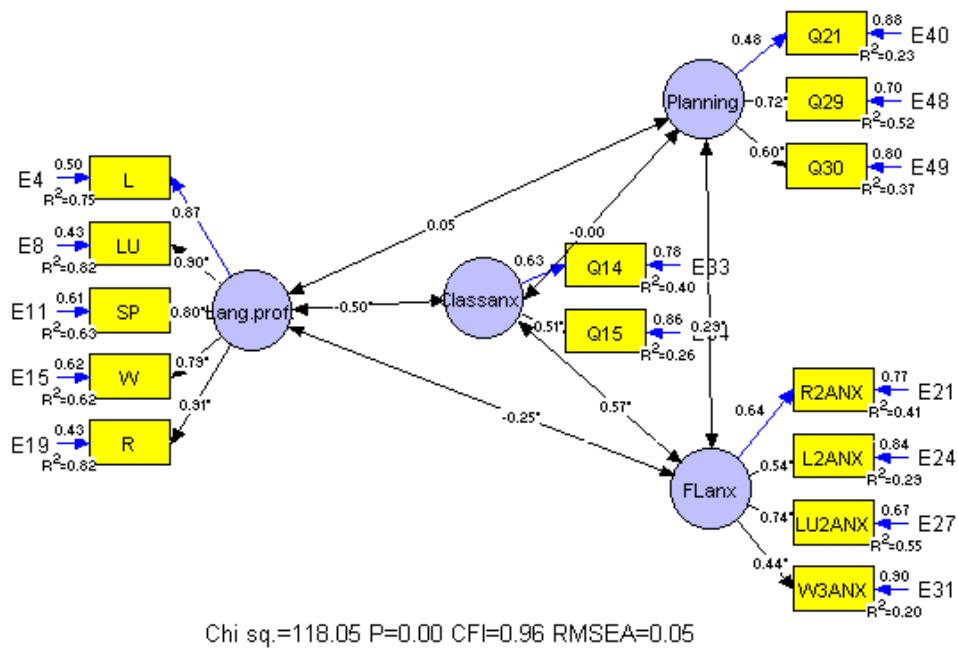 0.88
Q21
E40
0.48
R²=0.23
Planning
0.70
0.72*
Q29
E48
R²=0.52
0.60*
0.80
Q30
E49
R²=0.37
0.50
E4
L
R²=0.75
0.87
0.43
E8
LU
R²=0.82
0.90*
0.61
E11
SP
R²=0.63
0.80*
Lang.prof.
0.62
E15
W
R²=0.62
0.79*
0.43
E19
R
R²=0.82
0.91*
0.05
-0.00
-0.50*
Classanx
0.63
Q14
0.78
E33
R²=0.40
0.51*
Q15
0.86
0.29*
R²=0.26
0.57*
-0.25*
FLanx
0.64
R2ANX
0.77
E21
R²=0.41
0.54*
L2ANX
0.84
E24
R²=0.29
0.74*
LU2ANX
0.67
E27
R²=0.55
0.44*
W3ANX
0.90
E31
R²=0.20
Chi sq.=118.05 P=0.00 CFI=0.96 RMSEA=0.05